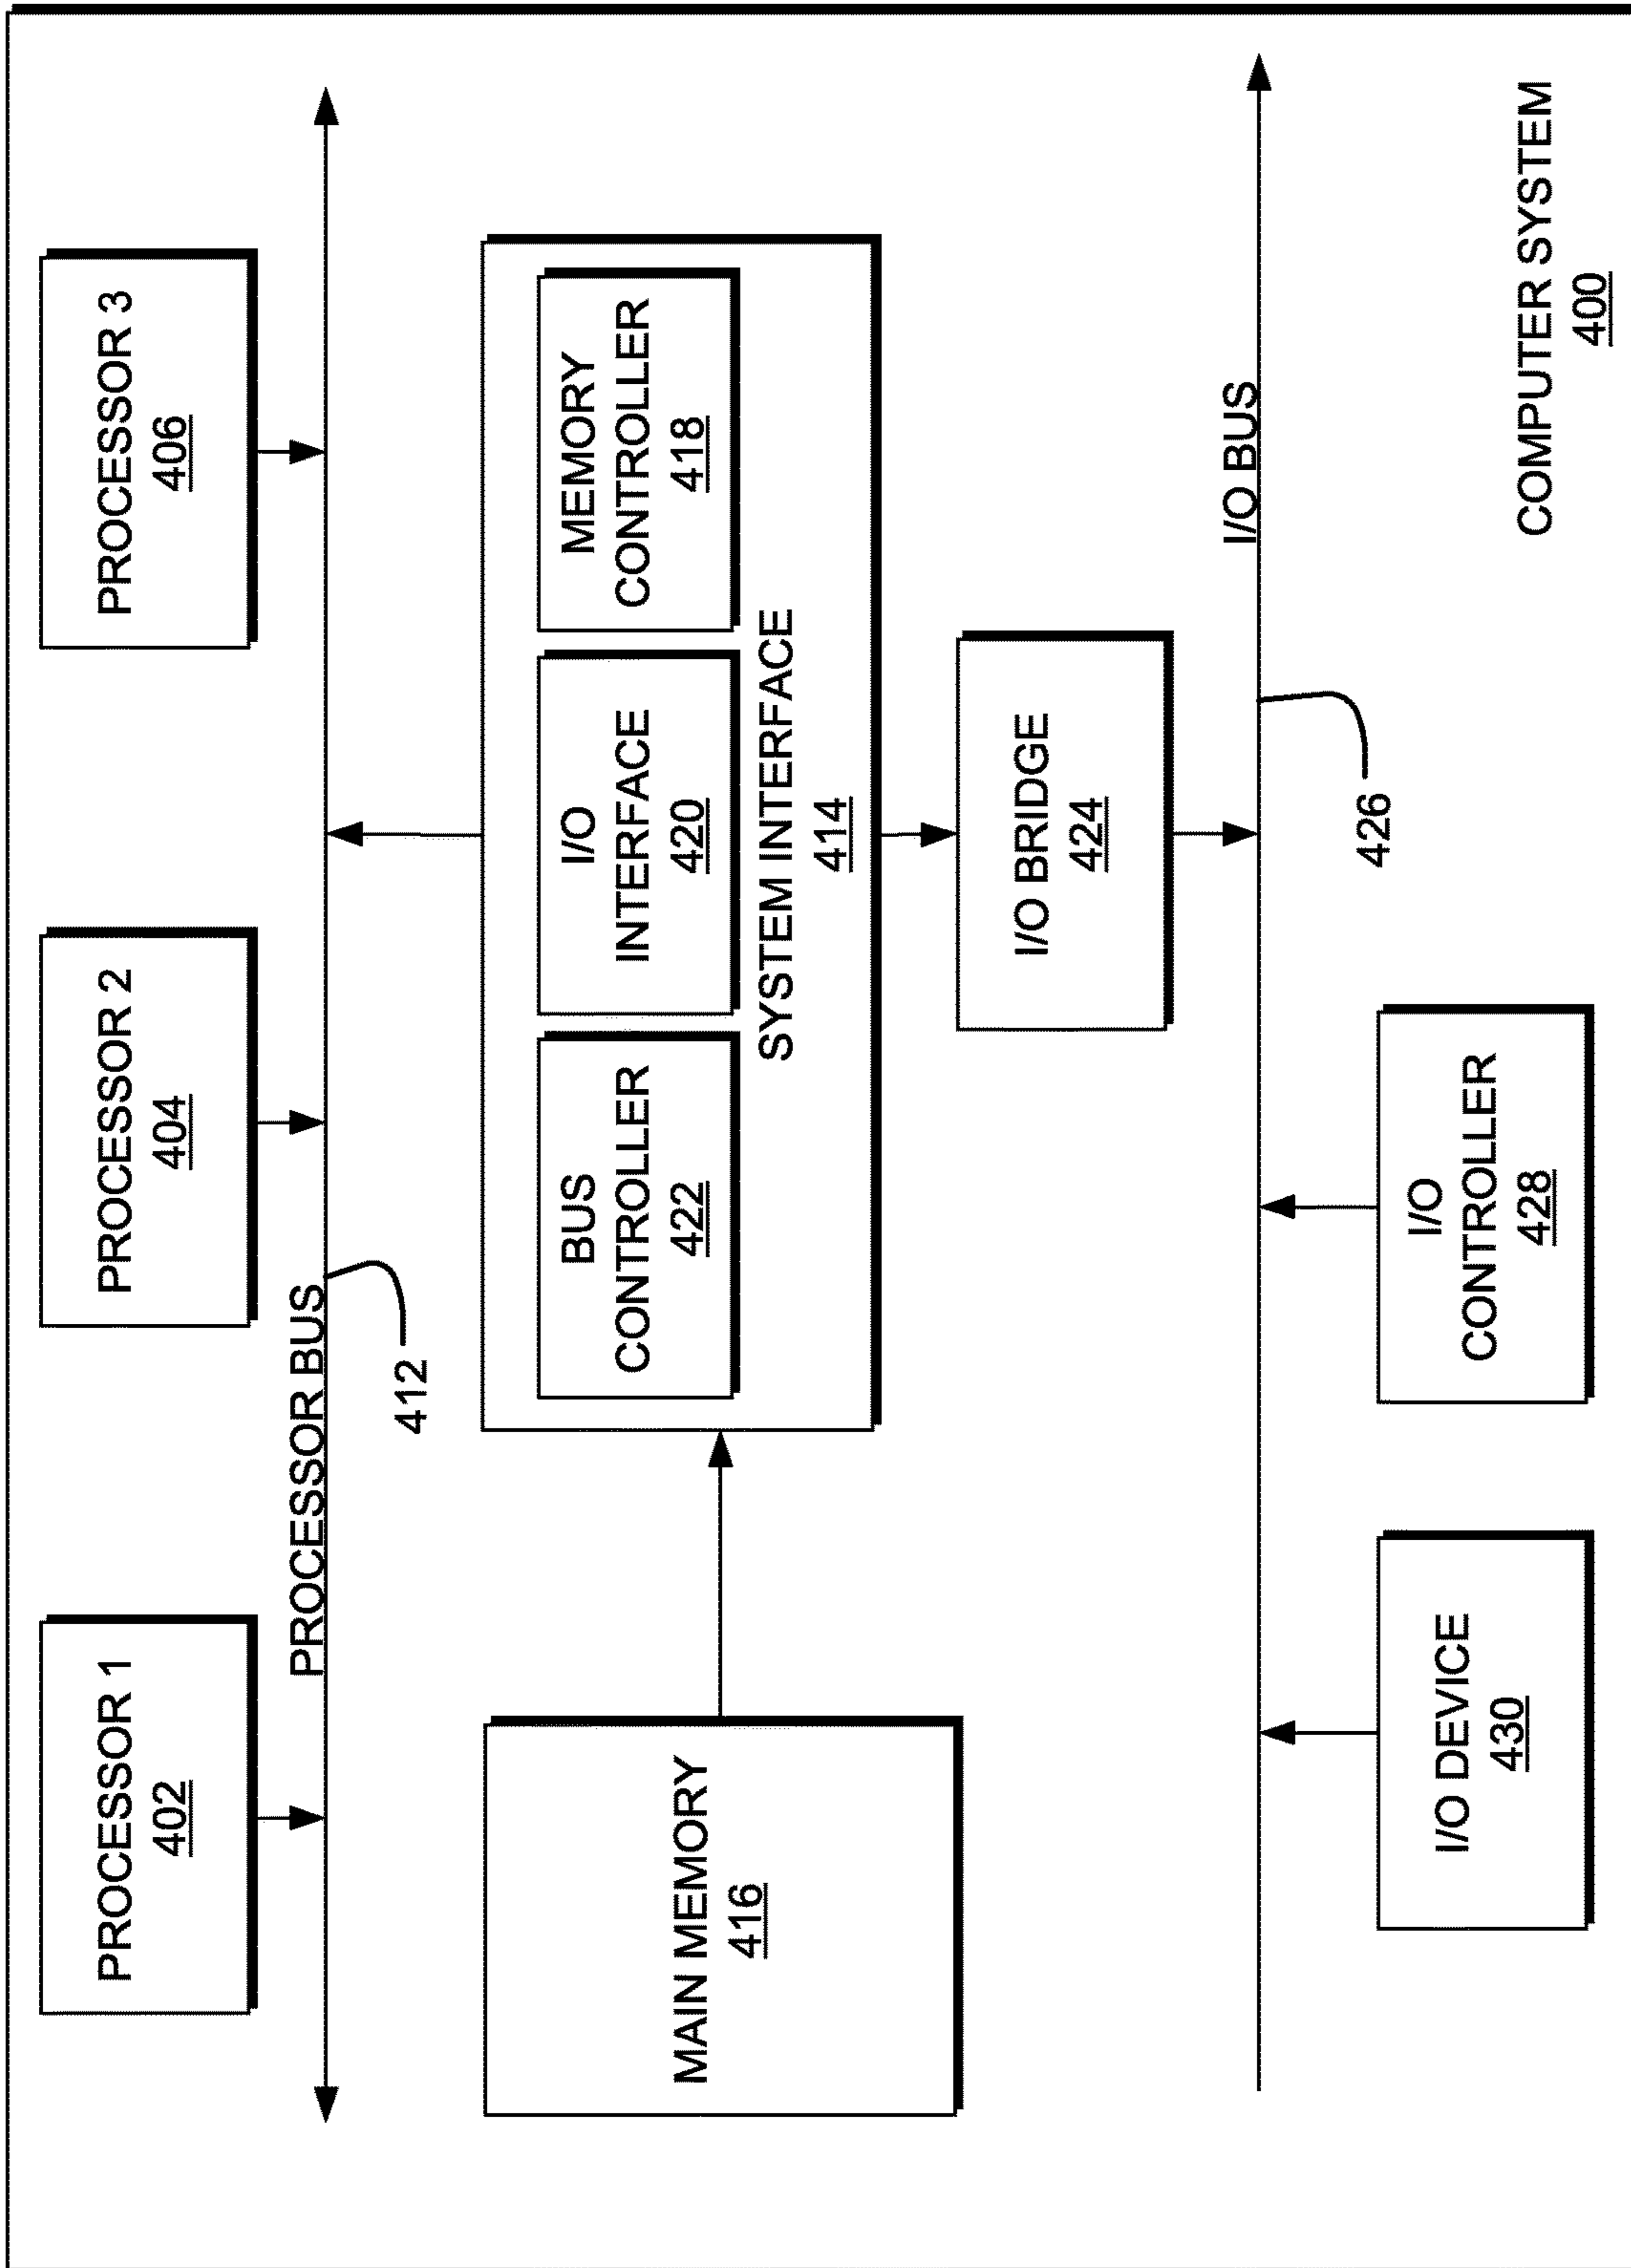 PROCESSOR 1
402
PROCESSOR 2
404
PROCESSOR 3
406
PROCESSOR BUS
412
MAIN MEMORY
416
BUS
CONTROLLER
422
I/O
INTERFACE
420
MEMORY
CONTROLLER
418
SYSTEM INTERFACE
414
I/O BRIDGE
424
I/O BUS
426
I/O DEVICE
430
I/O
CONTROLLER
428
COMPUTER SYSTEM
400